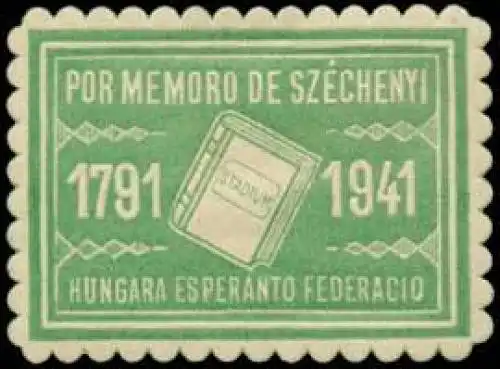 POR MEMORO DE SZÉCHENYI
1791 1941
STADIUM
HUNGARA ESPERANTO FEDERACIO